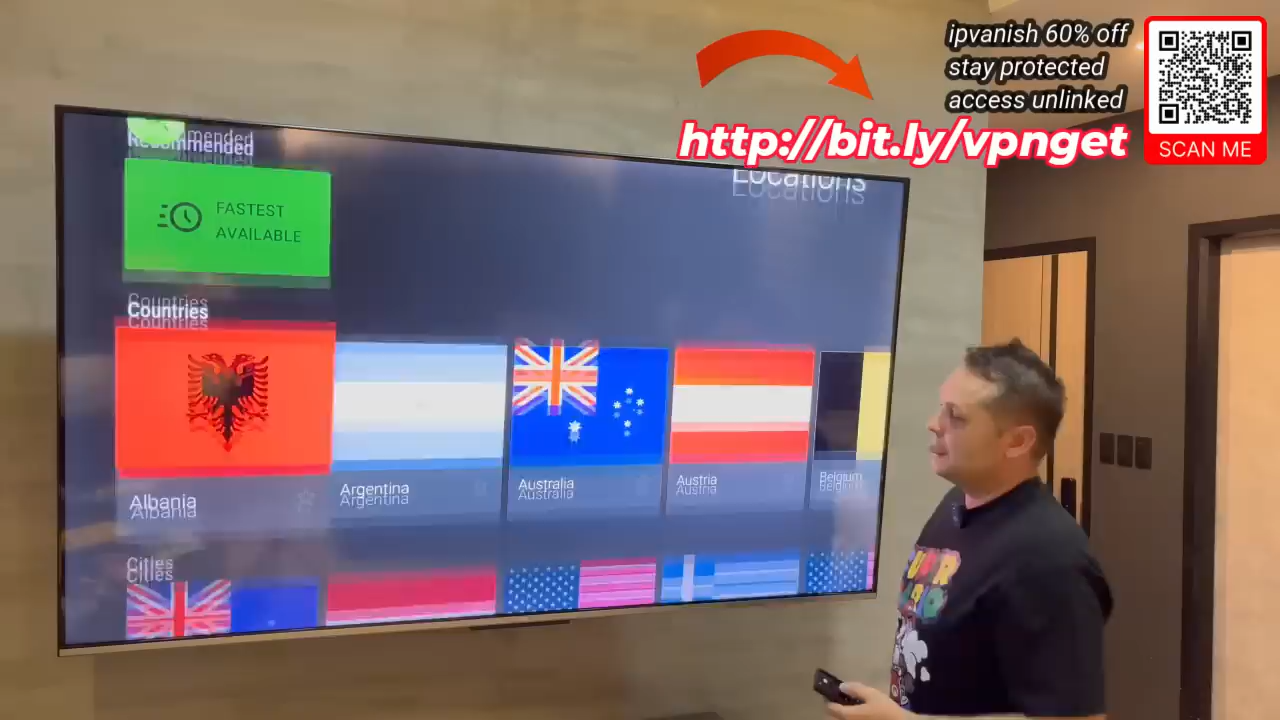 ipvanish 60% off
stay protected
access unlinked
http://bit.ly/vpnget
SCAN ME
Recommended
Locations
FASTEST
AVAILABLE
Countries
Albania
Argentina
Australia
Austria
Belgium
Cities